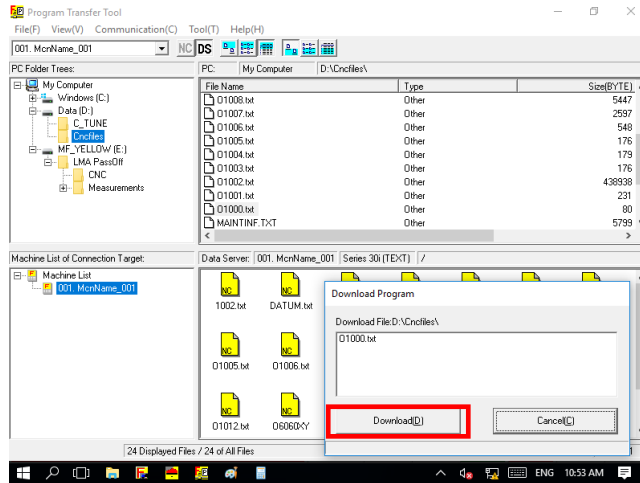 Program Transfer Tool
File(F) View(V) Communication(C) Tool(T) Help(H)
001. McnName_001 NC DS
PC Folder Trees:
PC: My Computer D:\Cncfiles\
My Computer
Windows (C:)
Data (D:)
C_TUNE
Cncfiles
MF_YELLOW (E:)
LMA PassOff
CNC
Measurements
File Name Type Size(BYTE)
O1008.txt Other 5447
O1007.txt Other 2597
O1006.txt Other 548
O1005.txt Other 176
O1004.txt Other 179
O1003.txt Other 176
O1002.txt Other 438938
O1001.txt Other 231
O1000.txt Other 80
MAINTINF.TXT Other 5799
Machine List of Connection Target:
Data Server: 001. McnName_001 Series 30i (TEXT) /
Machine List
001. McnName_001
NC NC
1002.txt DATUM.txt
NC NC
O1005.txt O1006.txt
NC NC
O1012.txt O6060XY
Download Program
Download File:D:\Cncfiles\
O1000.txt
Download(D) Cancel(C)
24 Displayed Files / 24 of All Files
ENG 10:53 AM